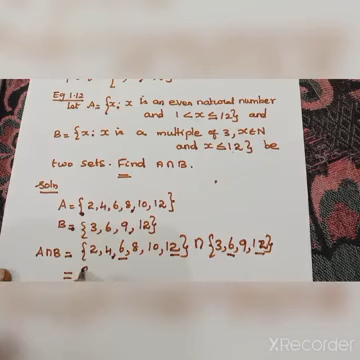 Eg 1.12
Let A = {x: x is an even natural number
and 1 < x ≤ 12} and
B = {x: x is a multiple of 3, x ∈ N
and x ≤ 12} be
two sets. Find A∩B.
Soln
A = {2, 4, 6, 8, 10, 12}
B = {3, 6, 9, 12}
A∩B = {2, 4, 6, 8, 10, 12} ∩ {3, 6, 9, 12}
= {
KINEMASTER